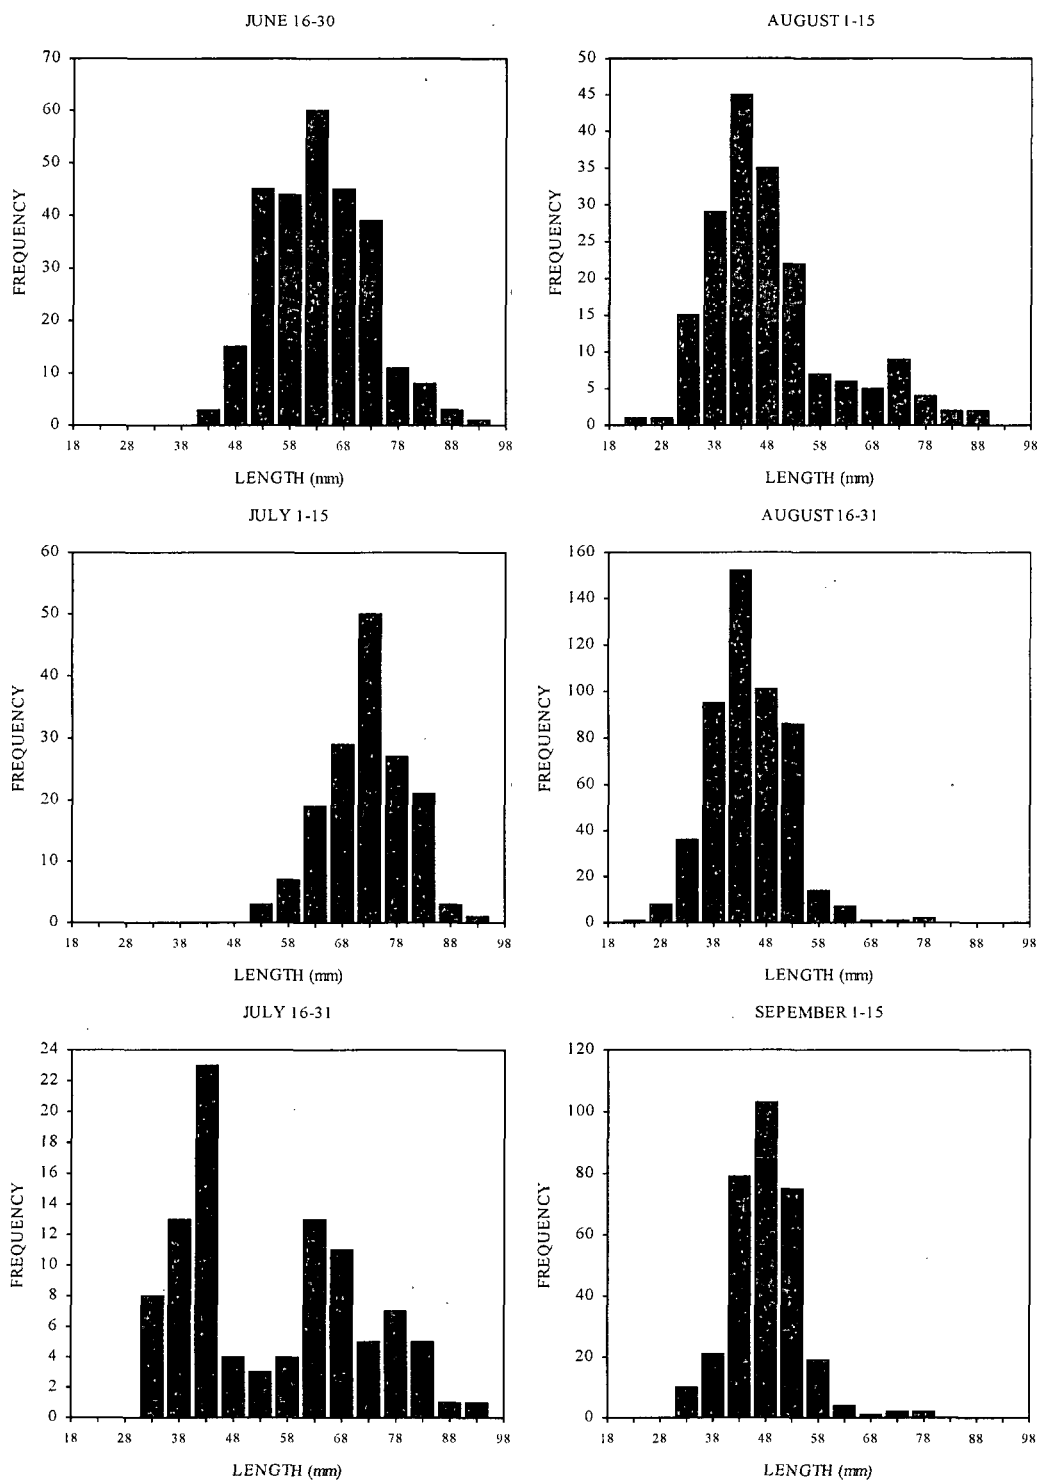 JUNE 16-30
70
60
50
40
30
20
10
0
FREQUENCY
18 28 38 48 58 68 78 88 98
LENGTH (mm)
JULY 1-15
60
50
40
30
20
10
0
FREQUENCY
18 28 38 48 58 68 78 88 98
LENGTH (mm)
JULY 16-31
24
22
20
18
16
14
12
10
8
6
4
2
0
FREQUENCY
18 28 38 48 58 68 78 88 98
LENGTH (mm)
AUGUST 1-15
50
45
40
35
30
25
20
15
10
5
0
FREQUENCY
18 28 38 48 58 68 78 88 98
LENGTH (mm)
AUGUST 16-31
160
140
120
100
80
60
40
20
0
FREQUENCY
18 28 38 48 58 68 78 88 98
LENGTH (mm)
SEPEMBER 1-15
120
100
80
60
40
20
0
FREQUENCY
18 28 38 48 58 68 78 88 98
LENGTH (mm)